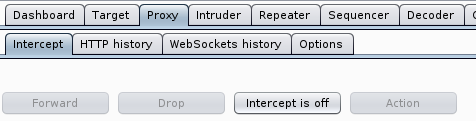 Dashboard Target Proxy Intruder Repeater Sequencer Decoder
Intercept HTTP history WebSockets history Options
Forward Drop Intercept is off Action